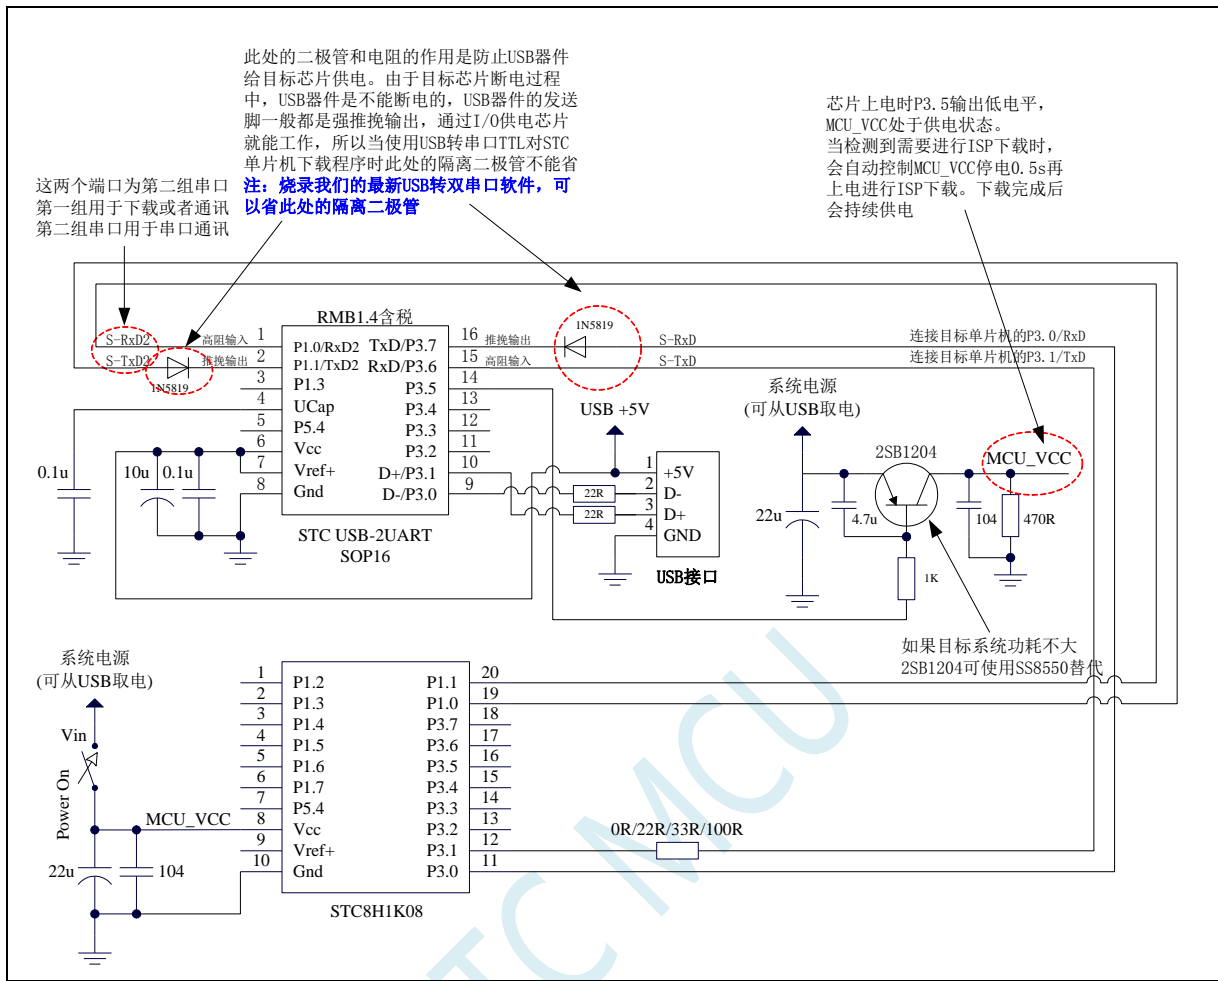 此处的二极管和电阻的作用是防止USB器件
给目标芯片供电。由于目标芯片断电过程
中，USB器件是不能断电的，USB器件的发送
脚一般都是强推挽输出，通过I/O供电芯片
就能工作，所以当使用USB转串口TTL对STC
单片机下载程序时此处的隔离二极管不能省
注：烧录我们的最新USB转双串口软件，可
以省此处的隔离二极管
芯片上电时P3.5输出低电平，
MCU_VCC处于供电状态。
当检测到需要进行ISP下载时，
会自动控制MCU_VCC停电0.5s再
上电进行ISP下载。下载完成后
会持续供电
这两个端口为第二组串口
第一组用于下载或者通讯
第二组串口用于串口通讯
RMB1.4含税
S-RxD2 高阻输入 1 P1.0/RxD2 TxD/P3.7 16 推挽输出 1N5819 S-RxD 连接目标单片机的P3.0/RxD
S-TxD2 1N5819 推挽输出 2 P1.1/TxD2 RxD/P3.6 15 高阻输入 S-TxD 连接目标单片机的P3.1/TxD
3 P1.3 P3.5 14
4 UCap P3.4 13
5 P5.4 P3.3 12
6 Vcc P3.2 11
7 Vref+ D+/P3.1 10
8 Gnd D-/P3.0 9
STC USB-2UART
SOP16
0.1u 10u 0.1u
USB +5V
22R
22R
1 +5V
2 D-
3 D+
4 GND
USB接口
系统电源
(可从USB取电)
2SB1204
MCU_VCC
22u 4.7u 104 470R
1K
如果目标系统功耗不大
2SB1204可使用SS8550替代
系统电源
(可从USB取电)
Vin
Power On
MCU_VCC
22u 104
1 P1.2 P1.1 20
2 P1.3 P1.0 19
3 P1.4 P3.7 18
4 P1.5 P3.6 17
5 P1.6 P3.5 16
6 P1.7 P3.4 15
7 P5.4 P3.3 14
8 Vcc P3.2 13
9 Vref+ P3.1 12
10 Gnd P3.0 11
0R/22R/33R/100R
STC8H1K08
STC MCU